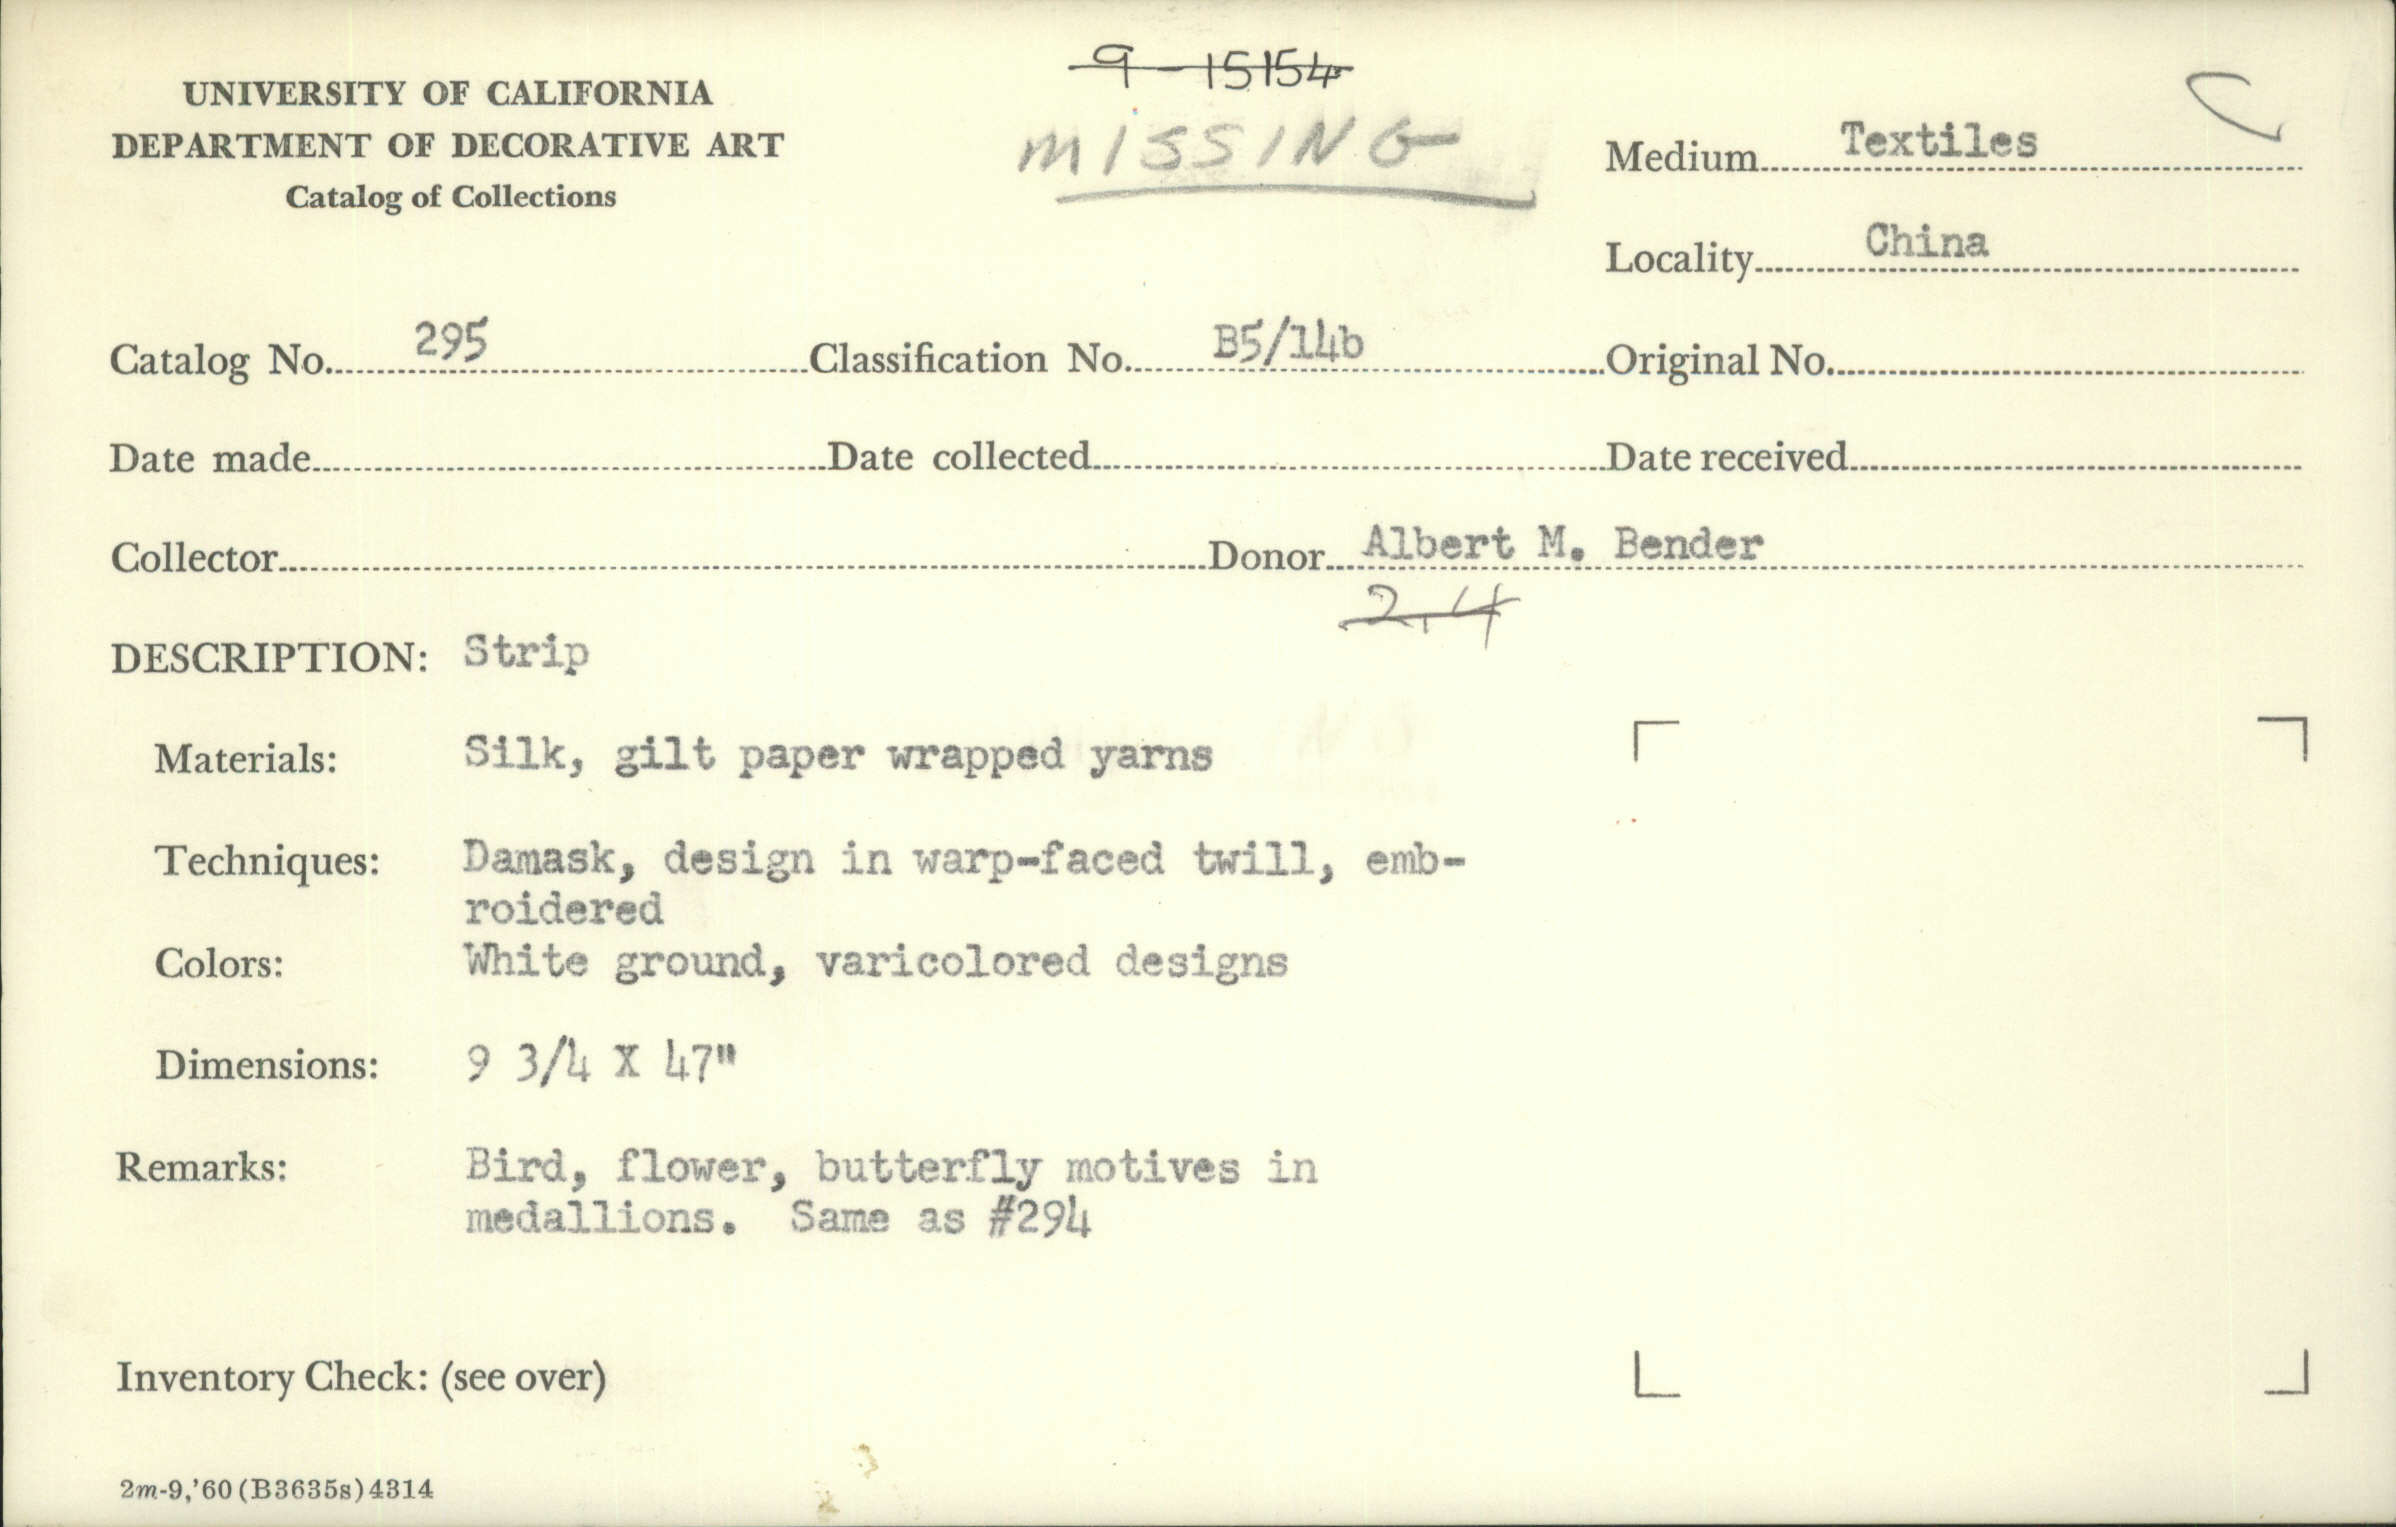 9-15154
MISSING
UNIVERSITY OF CALIFORNIA
DEPARTMENT OF DECORATIVE ART
Catalog of Collections
Medium Textiles
Locality China
Catalog No. 295 Classification No. B5/14b Original No.
Date made Date collected Date received
Collector Donor Albert M. Bender
2.4
DESCRIPTION: Strip
Materials: Silk, gilt paper wrapped yarns
Techniques: Damask, design in warp-faced twill, emb-
roidered
Colors: White ground, varicolored designs
Dimensions: 9 3/4 X 47"
Remarks: Bird, flower, butterfly motives in
medallions. Same as #294
Inventory Check: (see over)
2m-9,'60 (B3635s) 4314